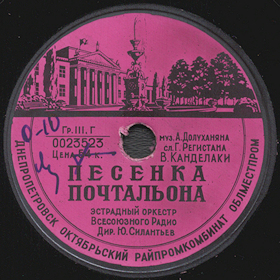 Гр. III. Г
0023523
Цена
муз. А. Долуханяна
сл. Г. Регистана
В. КАНДЕЛАКИ
ПЕСЕНКА
ПОЧТАЛЬОНА
ЭСТРАДНЫЙ ОРКЕСТР
Всесоюзного Радио
Дир. Ю. Силантьев
ДНЕПРОПЕТРОВСК ОКТЯБРЬСКИЙ РАЙПРОМКОМБИНАТ ОБЛМЕСТПРОМ